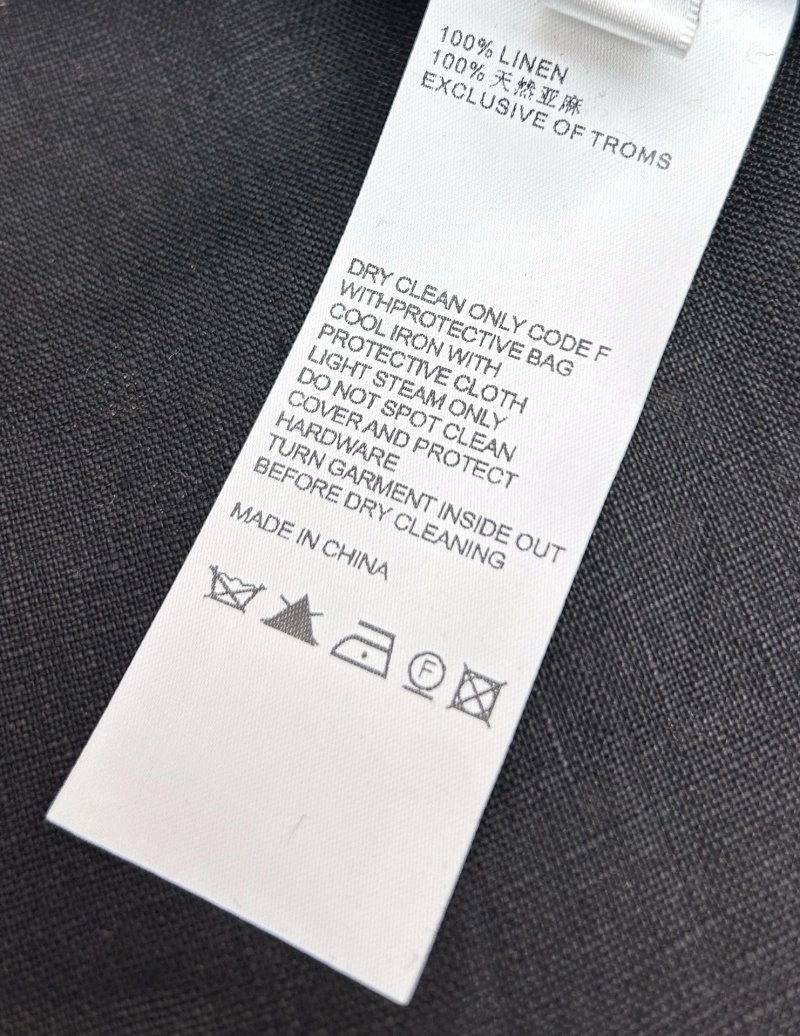 100% LINEN
100% 天然亚麻
EXCLUSIVE OF TROMS
DRY CLEAN ONLY CODE F
WITHPROTECTIVE BAG
COOL IRON WITH
PROTECTIVE CLOTH
LIGHT STEAM ONLY
DO NOT SPOT CLEAN
COVER AND PROTECT
HARDWARE
TURN GARMENT INSIDE OUT
BEFORE DRY CLEANING
MADE IN CHINA
F